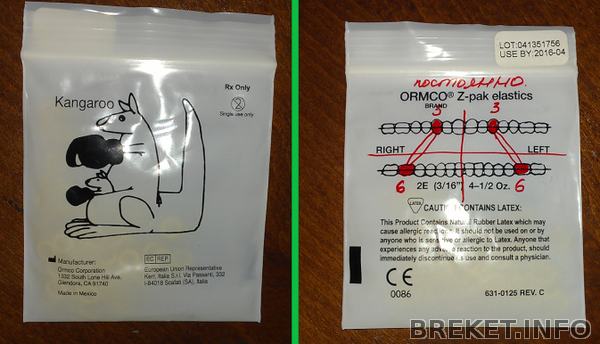 Kangaroo
Rx Only
2
Single use only
Manufacturer:
Ormco Corporation
1332 South Lone Hill Ave.
Glendora, CA 91740
Made in Mexico
EC REP
European Union Representative
Kerr, Italia S.r.l. Via Passanti, 332
I-84018 Scafati (SA), Italia
LOT:041351756
USE BY:2016-04
постоянно.
ORMCO® Z-pak elastics
BRAND
3 3
RIGHT LEFT
6 6
2E (3/16") 4-1/2 Oz.
LATEX
CAUTION: CONTAINS LATEX:
This Product Contains Natural Rubber Latex which may
cause allergic reactions. It should not be used on or by
anyone who is sensitive or allergic to Latex. Anyone that
experiences any adverse reaction to the product, should
immediately discontinue its use and consult a physician.
CE
0086
631-0125 REV. C
BREKET.INFO